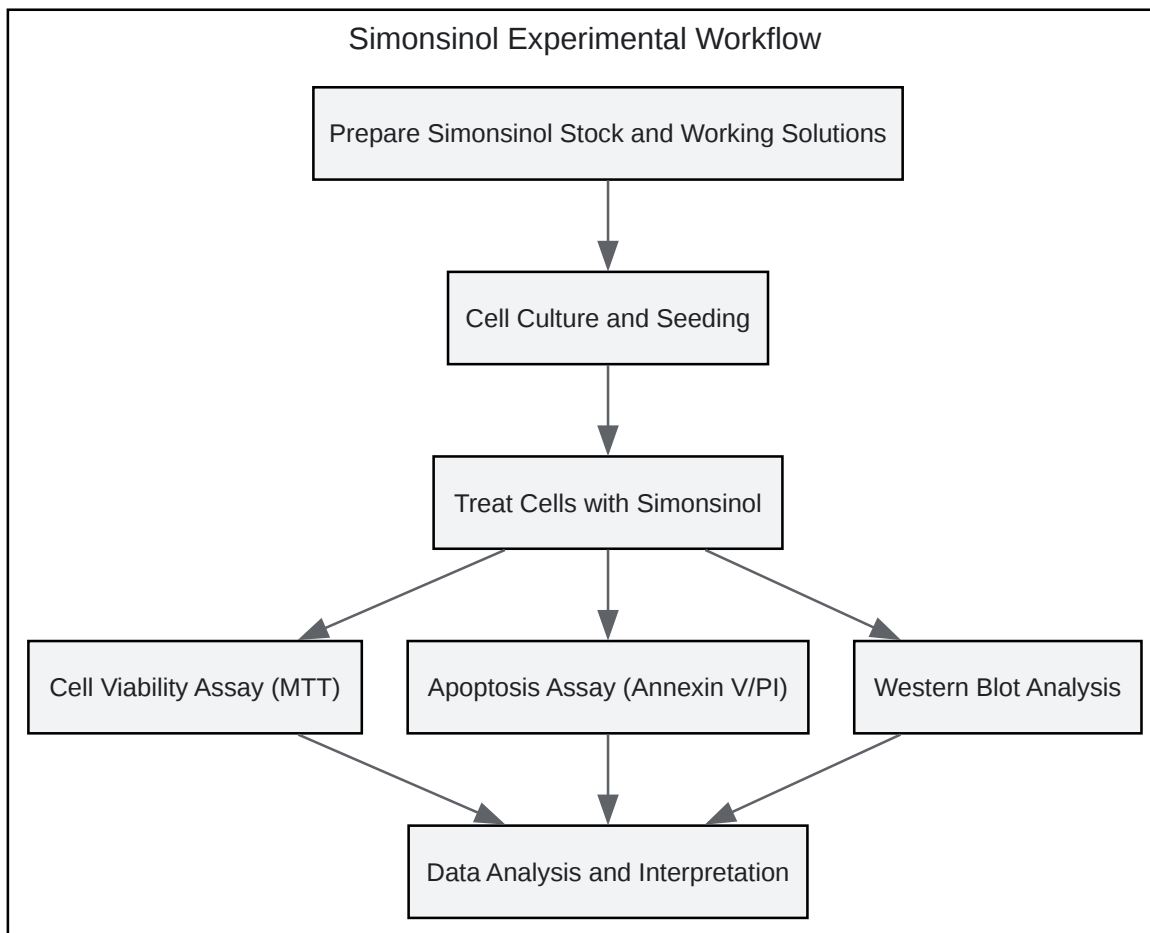 Simonsinol Experimental Workflow
Prepare Simonsinol Stock and Working Solutions
Cell Culture and Seeding
Treat Cells with Simonsinol
Cell Viability Assay (MTT)
Apoptosis Assay (Annexin V/PI)
Western Blot Analysis
Data Analysis and Interpretation